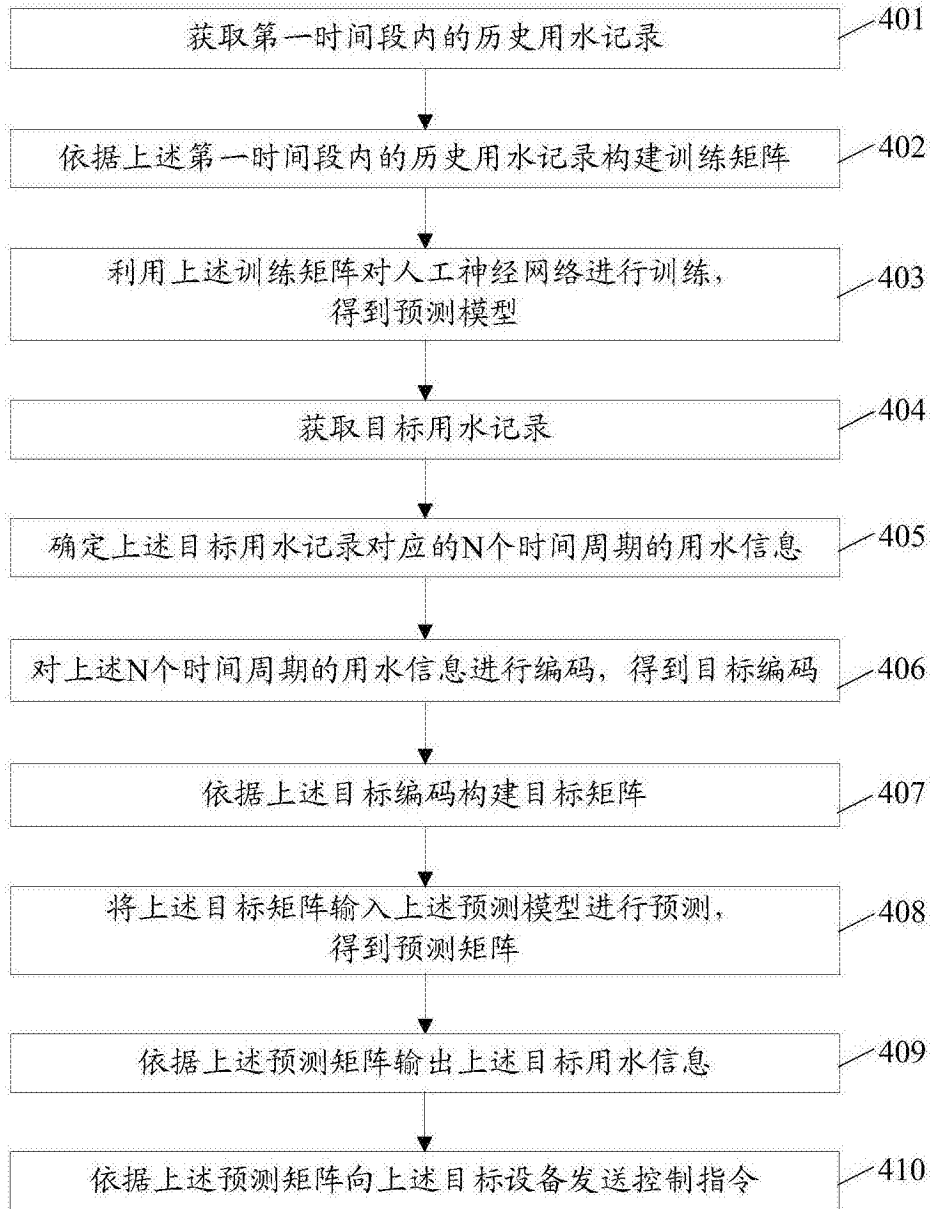 获取第一时间段内的历史用水记录
401
依据上述第一时间段内的历史用水记录构建训练矩阵
402
利用上述训练矩阵对人工神经网络进行训练，
得到预测模型
403
获取目标用水记录
404
确定上述目标用水记录对应的N个时间周期的用水信息
405
对上述N个时间周期的用水信息进行编码，得到目标编码
406
依据上述目标编码构建目标矩阵
407
将上述目标矩阵输入上述预测模型进行预测，
得到预测矩阵
408
依据上述预测矩阵输出上述目标用水信息
409
依据上述预测矩阵向上述目标设备发送控制指令
410